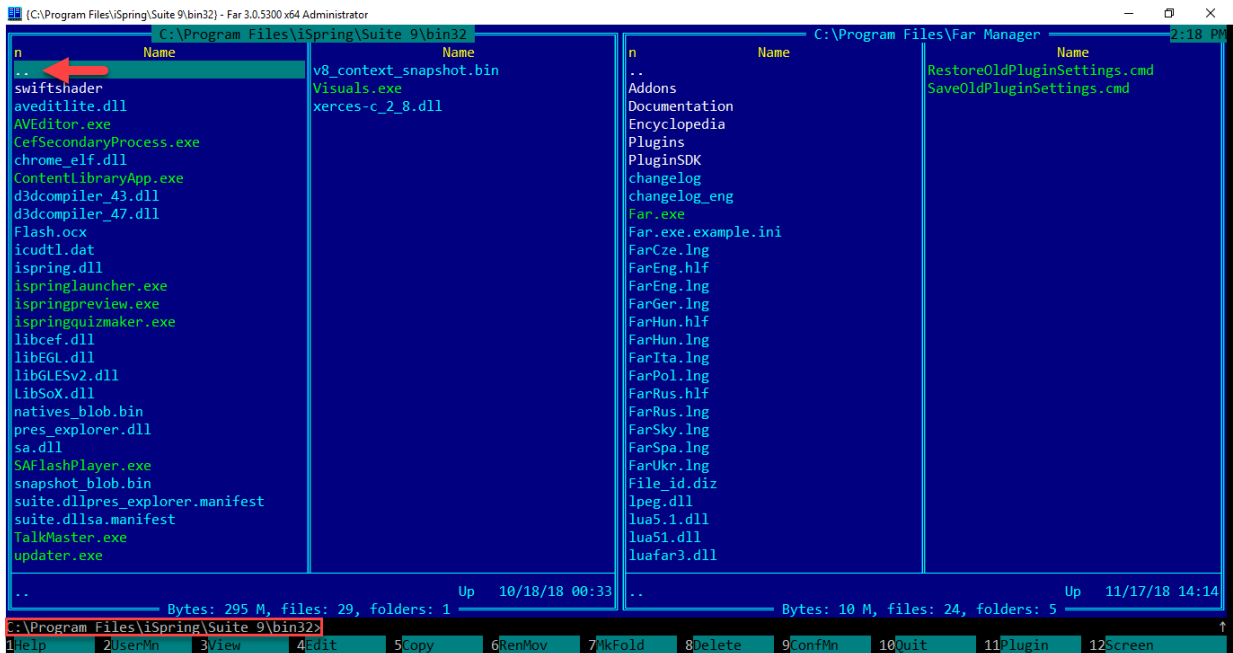 {C:\Program Files\iSpring\Suite 9\bin32} - Far 3.0.5300 x64 Administrator
C:\Program Files\iSpring\Suite 9\bin32
n Name Name
.. v8_context_snapshot.bin
swiftshader Visuals.exe
aveditlite.dll xerces-c_2_8.dll
AVEditor.exe
CefSecondaryProcess.exe
chrome_elf.dll
ContentLibraryApp.exe
d3dcompiler_43.dll
d3dcompiler_47.dll
Flash.ocx
icudtl.dat
ispring.dll
ispringlauncher.exe
ispringpreview.exe
ispringquizmaker.exe
libcef.dll
libEGL.dll
libGLESv2.dll
LibSoX.dll
natives_blob.bin
pres_explorer.dll
sa.dll
SAFlashPlayer.exe
snapshot_blob.bin
suite.dllpres_explorer.manifest
suite.dllsa.manifest
TalkMaster.exe
updater.exe
.. Up 10/18/18 00:33
Bytes: 295 M, files: 29, folders: 1
C:\Program Files\Far Manager 2:18 PM
n Name Name
.. RestoreOldPluginSettings.cmd
Addons SaveOldPluginSettings.cmd
Documentation
Encyclopedia
Plugins
PluginSDK
changelog
changelog_eng
Far.exe
Far.exe.example.ini
FarCze.lng
FarEng.hlf
FarEng.lng
FarGer.lng
FarHun.hlf
FarHun.lng
FarIta.lng
FarPol.lng
FarRus.hlf
FarRus.lng
FarSky.lng
FarSpa.lng
FarUkr.lng
File_id.diz
lpeg.dll
lua5.1.dll
lua51.dll
luafar3.dll
.. Up 11/17/18 14:14
Bytes: 10 M, files: 24, folders: 5
C:\Program Files\iSpring\Suite 9\bin32>
1Help 2UserMn 3View 4Edit 5Copy 6RenMov 7MkFold 8Delete 9ConfMn 10Quit 11Plugin 12Screen